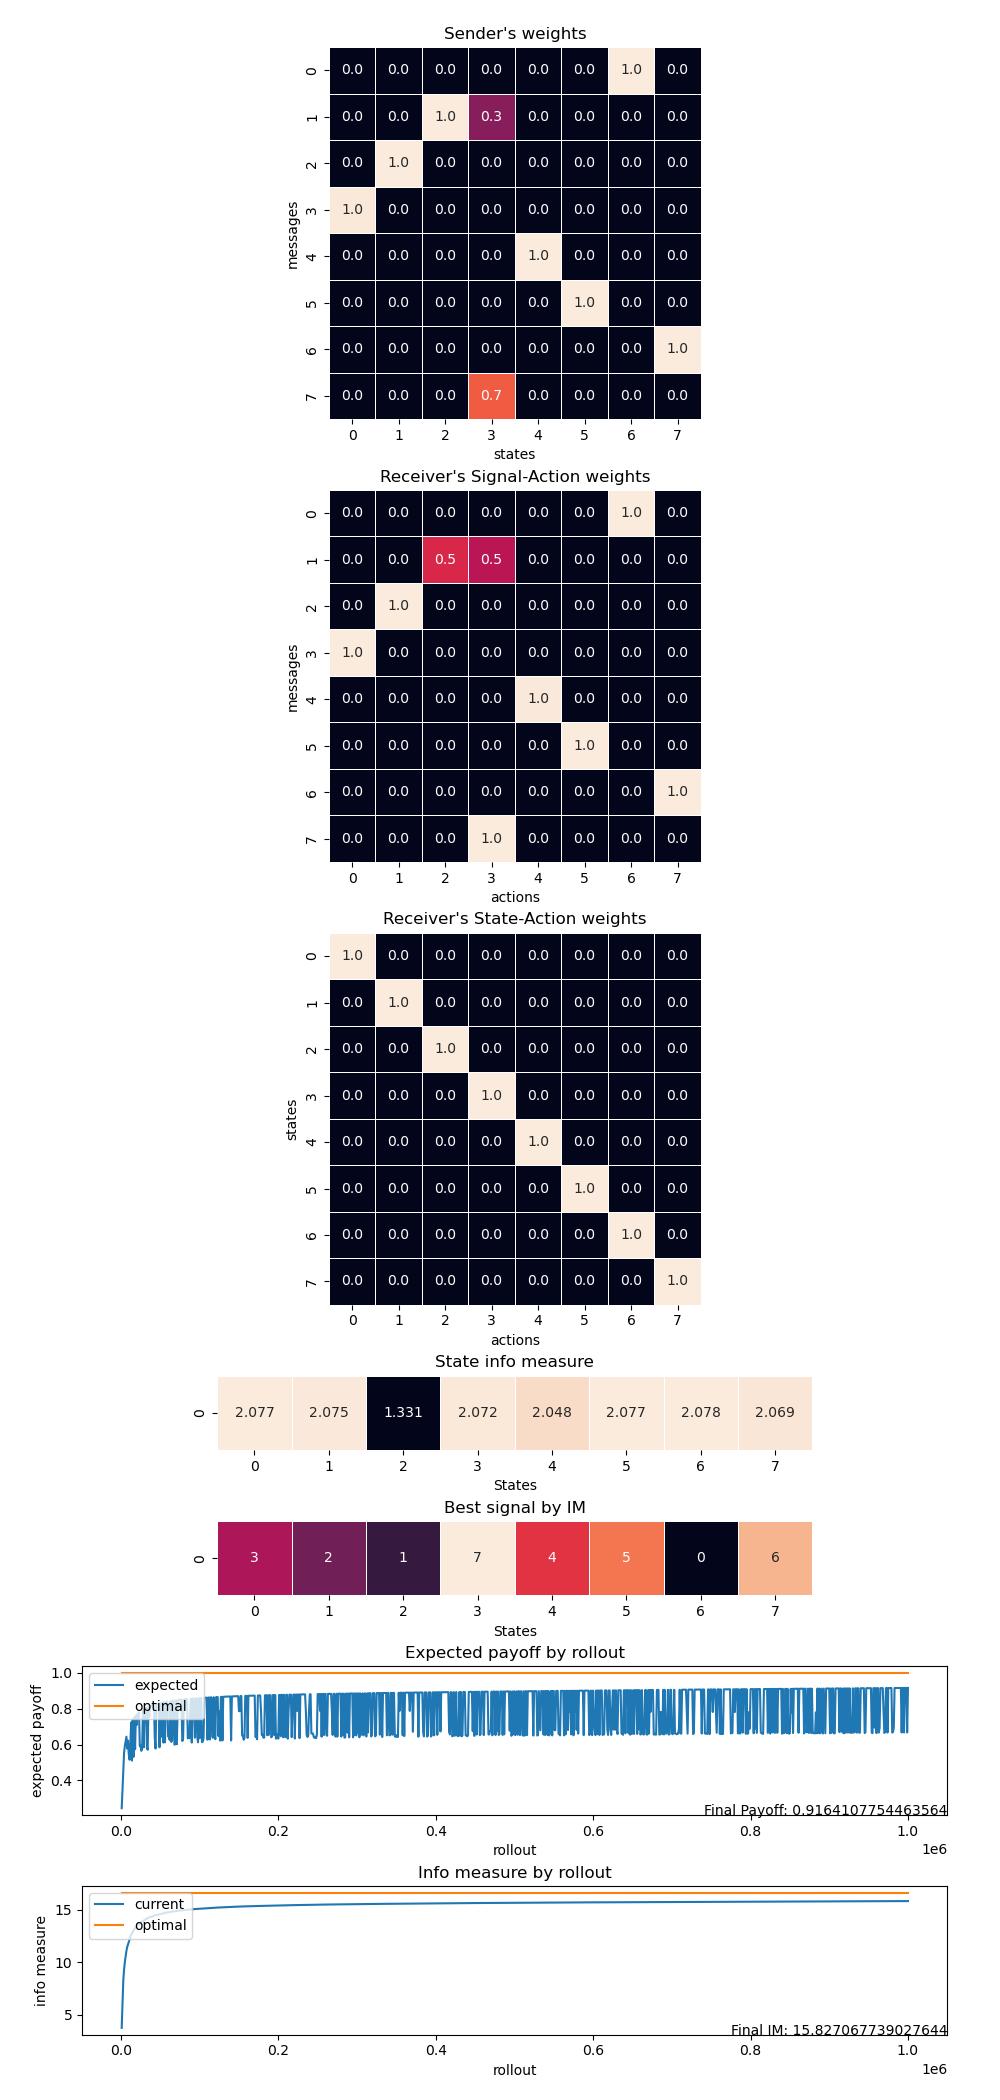 Sender's weights
0 0.0 0.0 0.0 0.0 0.0 0.0 1.0 0.0
1 0.0 0.0 1.0 0.3 0.0 0.0 0.0 0.0
2 0.0 1.0 0.0 0.0 0.0 0.0 0.0 0.0
3 1.0 0.0 0.0 0.0 0.0 0.0 0.0 0.0
messages
4 0.0 0.0 0.0 0.0 1.0 0.0 0.0 0.0
5 0.0 0.0 0.0 0.0 0.0 1.0 0.0 0.0
6 0.0 0.0 0.0 0.0 0.0 0.0 0.0 1.0
7 0.0 0.0 0.0 0.7 0.0 0.0 0.0 0.0
0 1 2 3 4 5 6 7
states
Receiver's Signal-Action weights
0 0.0 0.0 0.0 0.0 0.0 0.0 1.0 0.0
1 0.0 0.0 0.5 0.5 0.0 0.0 0.0 0.0
2 0.0 1.0 0.0 0.0 0.0 0.0 0.0 0.0
3 1.0 0.0 0.0 0.0 0.0 0.0 0.0 0.0
messages
4 0.0 0.0 0.0 0.0 1.0 0.0 0.0 0.0
5 0.0 0.0 0.0 0.0 0.0 1.0 0.0 0.0
6 0.0 0.0 0.0 0.0 0.0 0.0 0.0 1.0
7 0.0 0.0 0.0 1.0 0.0 0.0 0.0 0.0
0 1 2 3 4 5 6 7
actions
Receiver's State-Action weights
0 1.0 0.0 0.0 0.0 0.0 0.0 0.0 0.0
1 0.0 1.0 0.0 0.0 0.0 0.0 0.0 0.0
2 0.0 0.0 1.0 0.0 0.0 0.0 0.0 0.0
3 0.0 0.0 0.0 1.0 0.0 0.0 0.0 0.0
states
4 0.0 0.0 0.0 0.0 1.0 0.0 0.0 0.0
5 0.0 0.0 0.0 0.0 0.0 1.0 0.0 0.0
6 0.0 0.0 0.0 0.0 0.0 0.0 1.0 0.0
7 0.0 0.0 0.0 0.0 0.0 0.0 0.0 1.0
0 1 2 3 4 5 6 7
actions
State info measure
0 2.077 2.075 1.331 2.072 2.048 2.077 2.078 2.069
0 1 2 3 4 5 6 7
States
Best signal by IM
0 3 2 1 7 4 5 0 6
0 1 2 3 4 5 6 7
States
Expected payoff by rollout
expected payoff
1.0
0.8
0.6
0.4
expected
optimal
Final Payoff: 0.9164107754463564
0.0 0.2 0.4 0.6 0.8 1.0
rollout
1e6
Info measure by rollout
info measure
15
10
5
current
optimal
Final IM: 15.827067739027644
0.0 0.2 0.4 0.6 0.8 1.0
rollout
1e6